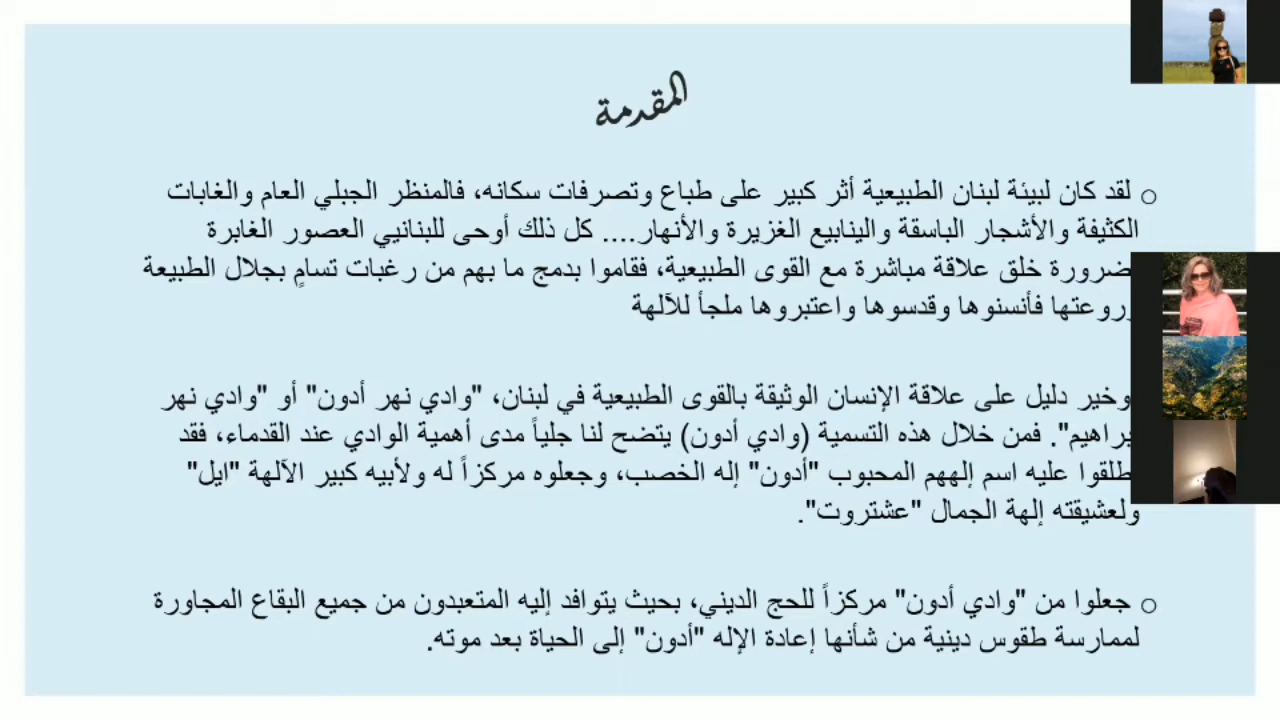 المقدمة
لقد كان لبيئة لبنان الطبيعية أثر كبير على طباع وتصرفات سكانه، فالمنظر الجبلي العام والغابات
الكثيفة والأشجار الباسقة والينابيع الغزيرة والأنهار.... كل ذلك أوحى للبنانيي العصور الغابرة
ضرورة خلق علاقة مباشرة مع القوى الطبيعية، فقاموا بدمج ما بهم من رغبات تسامٍ بجلال الطبيعة
وروعتها فأنسنوها وقدسوها واعتبروها ملجأ للآلهة
وخير دليل على علاقة الإنسان الوثيقة بالقوى الطبيعية في لبنان، "وادي نهر أدون" أو "وادي نهر
براهيم". فمن خلال هذه التسمية (وادي أدون) يتضح لنا جلياً مدى أهمية الوادي عند القدماء، فقد
طلقوا عليه اسم إلههم المحبوب "أدون" إله الخصب، وجعلوه مركزاً له ولأبيه كبير الآلهة "ايل"
ولعشيقته إلهة الجمال "عشتروت".
جعلوا من "وادي أدون" مركزاً للحج الديني، بحيث يتوافد إليه المتعبدون من جميع البقاع المجاورة
لممارسة طقوس دينية من شأنها إعادة الإله "أدون" إلى الحياة بعد موته.